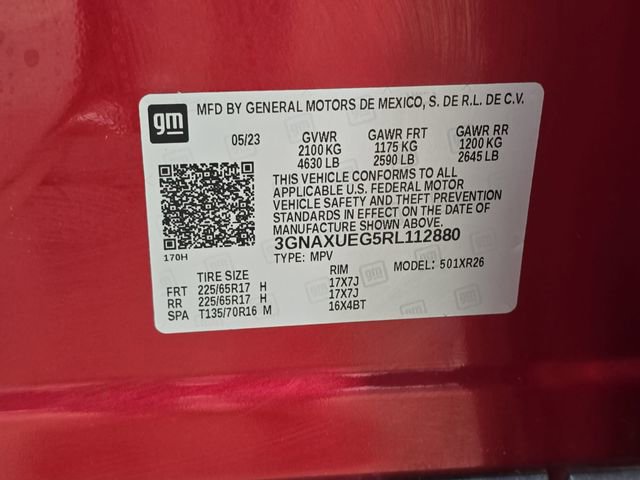 gm MFD BY GENERAL MOTORS DE MEXICO, S. DE R.L. DE C.V.
05/23 GVWR GAWR FRT GAWR RR
2100 KG 1175 KG 1200 KG
4630 LB 2590 LB 2645 LB
THIS VEHICLE CONFORMS TO ALL
APPLICABLE U.S. FEDERAL MOTOR
VEHICLE SAFETY AND THEFT PREVENTION
STANDARDS IN EFFECT ON THE DATE OF
MANUFACTURE SHOWN ABOVE.
3GNAXUEG5RL112880
170H
TYPE: MPV MODEL: 501XR26
TIRE SIZE RIM
FRT 225/65R17 H 17X7J
RR 225/65R17 H 17X7J
SPA T135/70R16 M 16X4BT